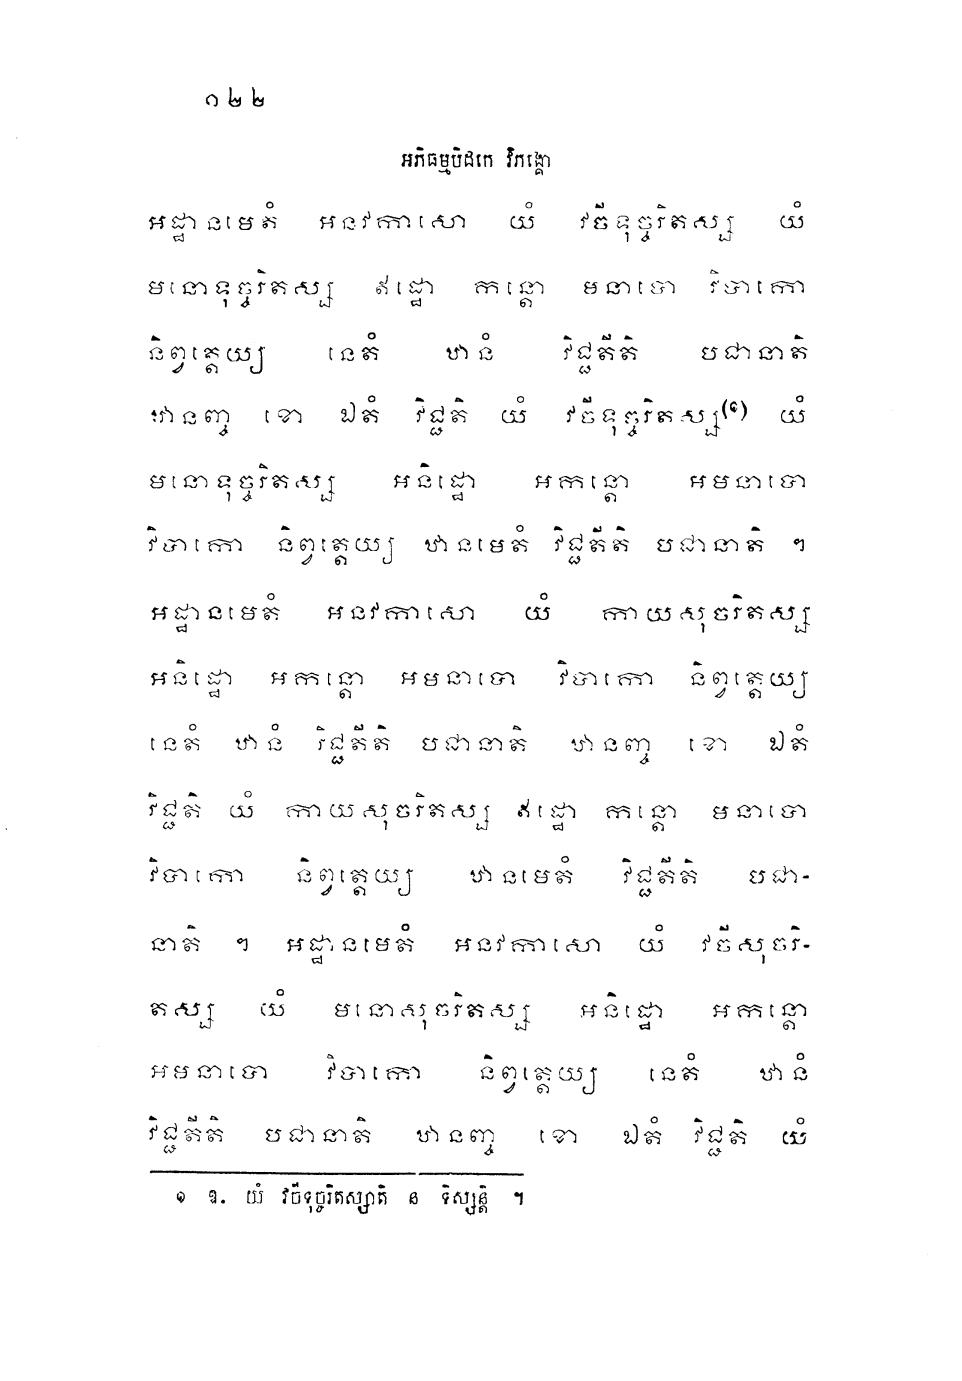 ១២២
អភិធម្មបិដកេ វិភង្គោ
អដ្ឋានមេតំ អនវកាសោ យំ វចីទុច្ចរិតស្ស យំ
មនោទុច្ចរិតស្ស ឥដ្ឋោ កន្តោ មនាបោ វិបាកោ
និព្វត្តេយ្យ នេតំ ឋានំ វិជ្ជតីតិ បជានាតិ
ឋានញ្ច ខោ ឯតំ វិជ្ជតិ យំ វចីទុច្ចរិតស្ស(១) យំ
មនោទុច្ចរិតស្ស អនិដ្ឋោ អកន្តោ អមនាបោ
វិបាកោ និព្វត្តេយ្យ ឋានមេតំ វិជ្ជតីតិ បជានាតិ ។
អដ្ឋានមេតំ អនវកាសោ យំ កាយសុចរិតស្ស
អនិដ្ឋោ អកន្តោ អមនាបោ វិបាកោ និព្វត្តេយ្យ
នេតំ ឋានំ វិជ្ជតីតិ បជានាតិ ឋានញ្ច ខោ ឯតំ
វិជ្ជតិ យំ កាយសុចរិតស្ស ឥដ្ឋោ កន្តោ មនាបោ
វិបាកោ និព្វត្តេយ្យ ឋានមេតំ វិជ្ជតីតិ បជា-
នាតិ ។ អដ្ឋានមេតំ អនវកាសោ យំ វចីសុចរិ-
តស្ស យំ មនោសុចរិតស្ស អនិដ្ឋោ អកន្តោ
អមនាបោ វិបាកោ និព្វត្តេយ្យ នេតំ ឋានំ
វិជ្ជតីតិ បជានាតិ ឋានញ្ច ខោ ឯតំ វិជ្ជតិ យំ
១ ឱ. យំ វចីទុច្ចរិតស្សាតិ ន ទិស្សន្តិ ។